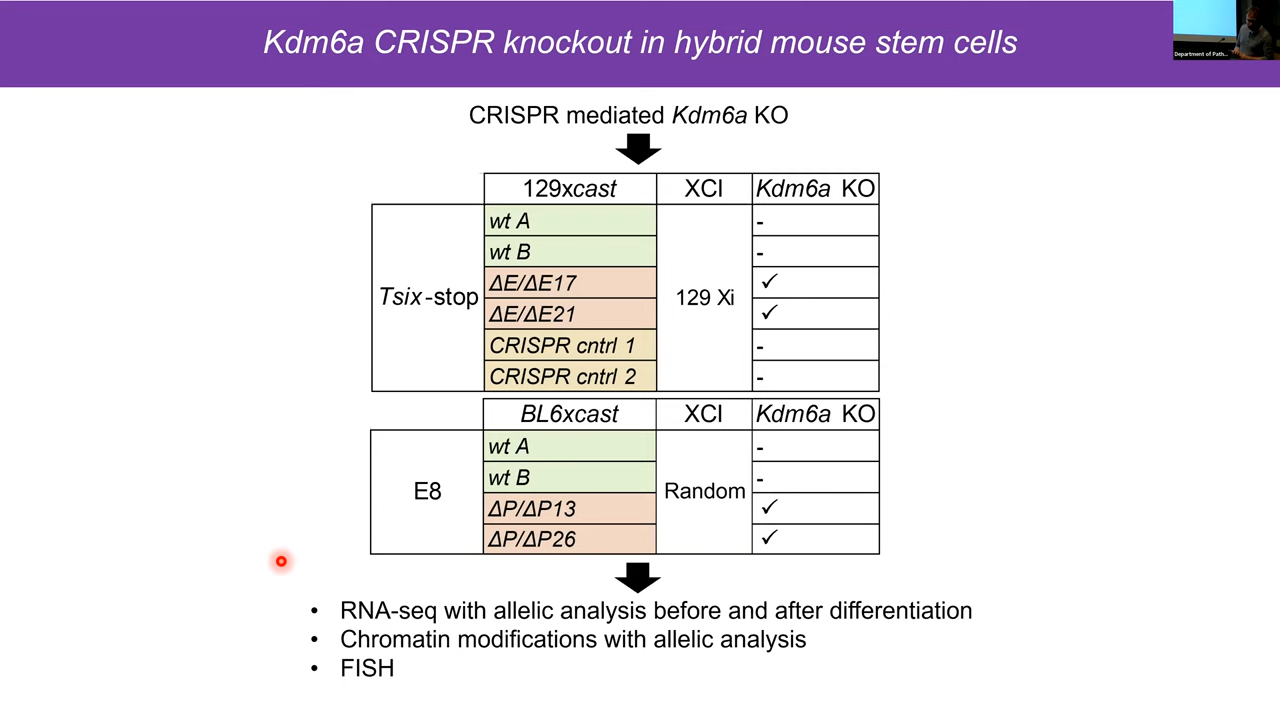 Kdm6a CRISPR knockout in hybrid mouse stem cells
Department of Path...
CRISPR mediated Kdm6a KO
129xcast XCI Kdm6a KO
Tsix-stop
129 Xi
wt A -
wt B -
ΔE/ΔE17 ✓
ΔE/ΔE21 ✓
CRISPR cntrl 1 -
CRISPR cntrl 2 -
BL6xcast XCI Kdm6a KO
E8
Random
wt A -
wt B -
ΔP/ΔP13 ✓
ΔP/ΔP26 ✓
• RNA-seq with allelic analysis before and after differentiation
• Chromatin modifications with allelic analysis
• FISH